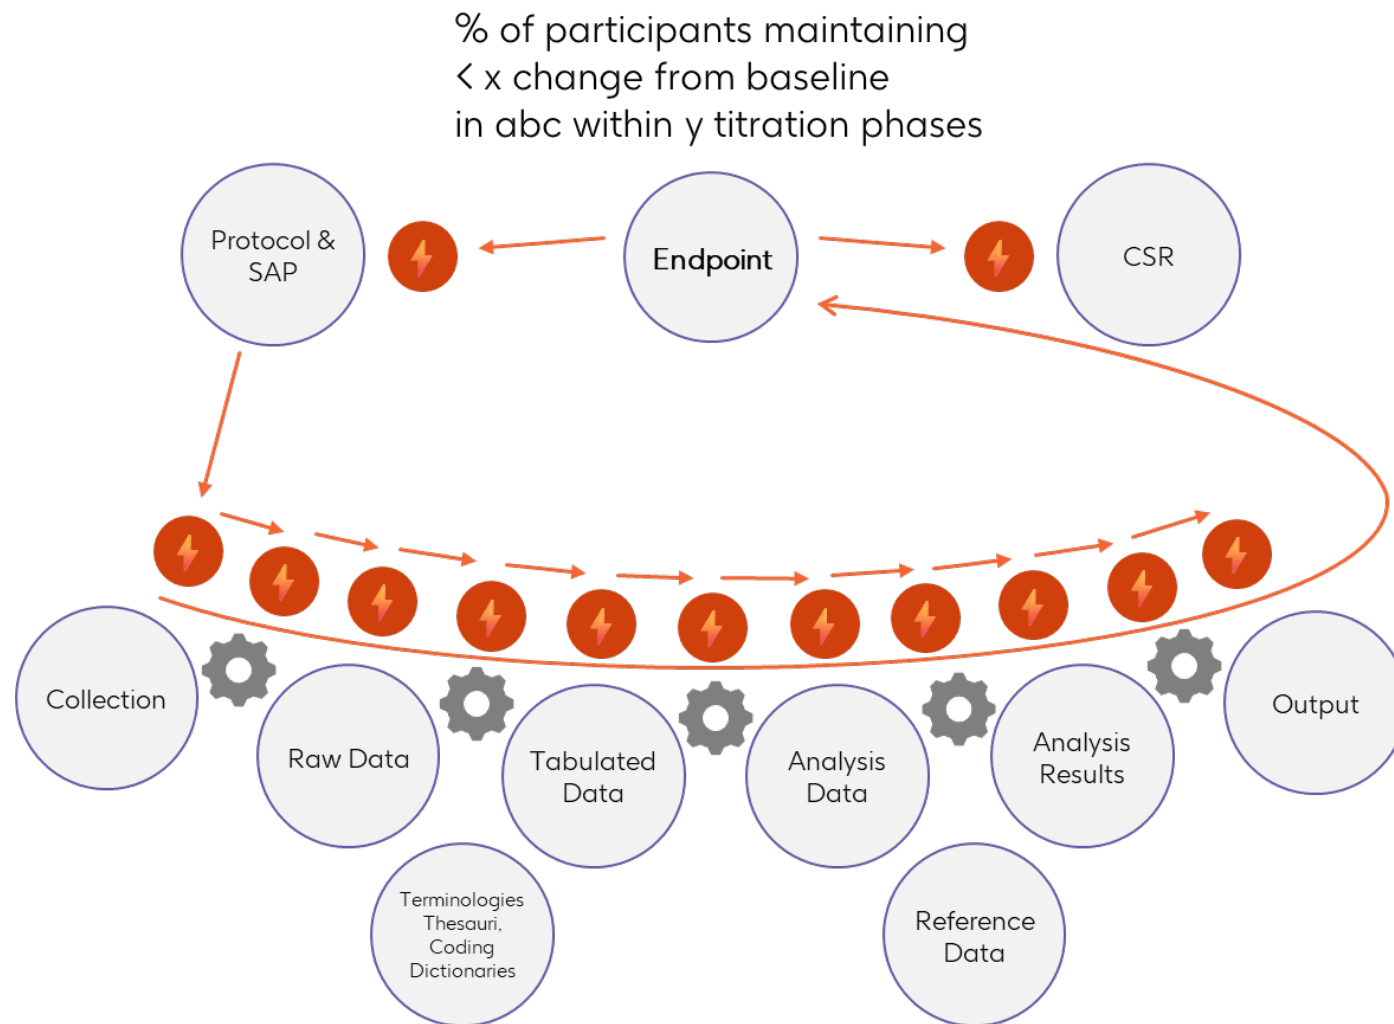 % of participants maintaining
< x change from baseline
in abc within y titration phases
Protocol &
SAP
Endpoint
CSR
Collection
Raw Data
Tabulated
Data
Analysis
Data
Analysis
Results
Output
Terminologies
Thesauri,
Coding
Dictionaries
Reference
Data